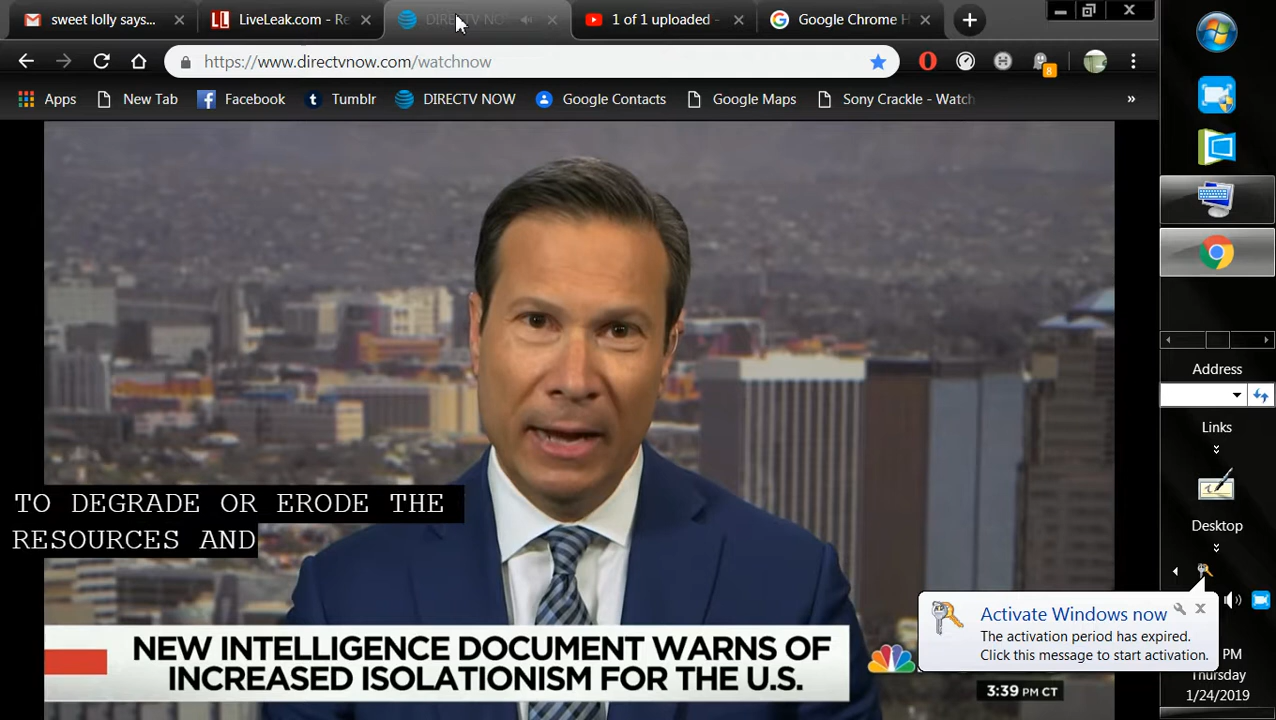 sweet lolly says...
LiveLeak.com - Re
DIRECTV NO
1 of 1 uploaded -
Google Chrome H
https://www.directvnow.com/watchnow
8
Apps
New Tab
Facebook
Tumblr
DIRECTV NOW
Google Contacts
Google Maps
Sony Crackle - Watch
»
Address
Links
Desktop
TO DEGRADE OR ERODE THE
RESOURCES AND
NEW INTELLIGENCE DOCUMENT WARNS OF
INCREASED ISOLATIONISM FOR THE U.S.
3:39 PM CT
Activate Windows now
The activation period has expired.
Click this message to start activation.
PM
Thursday
1/24/2019